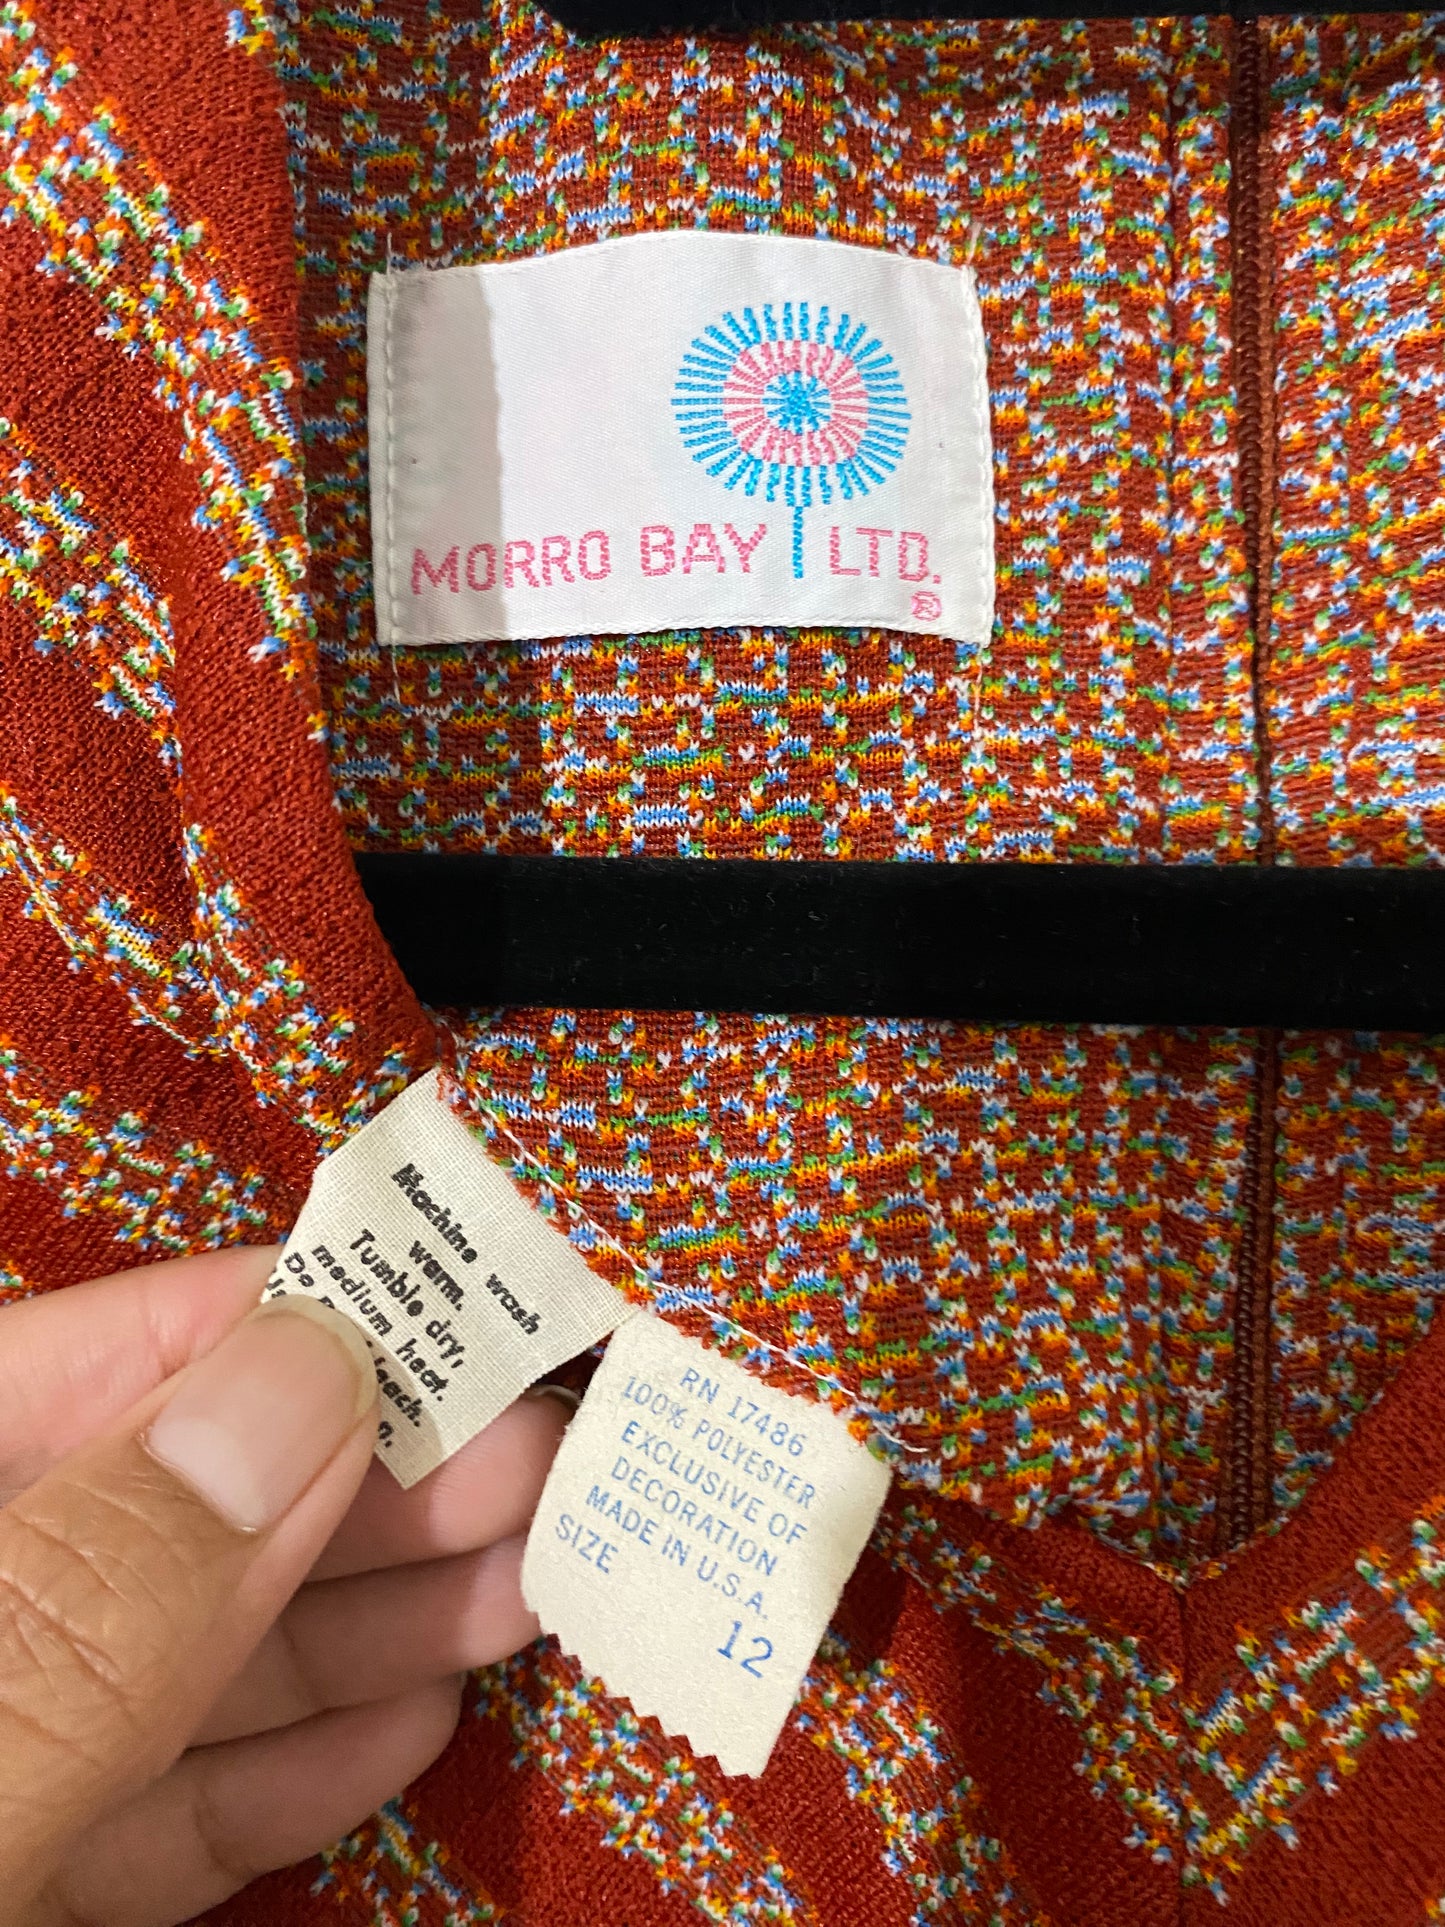 MORRO BAY LTD.
®
Machine wash
warm.
Tumble dry,
medium heat.
Do
RN 17486
100% POLYESTER
EXCLUSIVE OF
DECORATION
MADE IN U.S.A.
SIZE
12